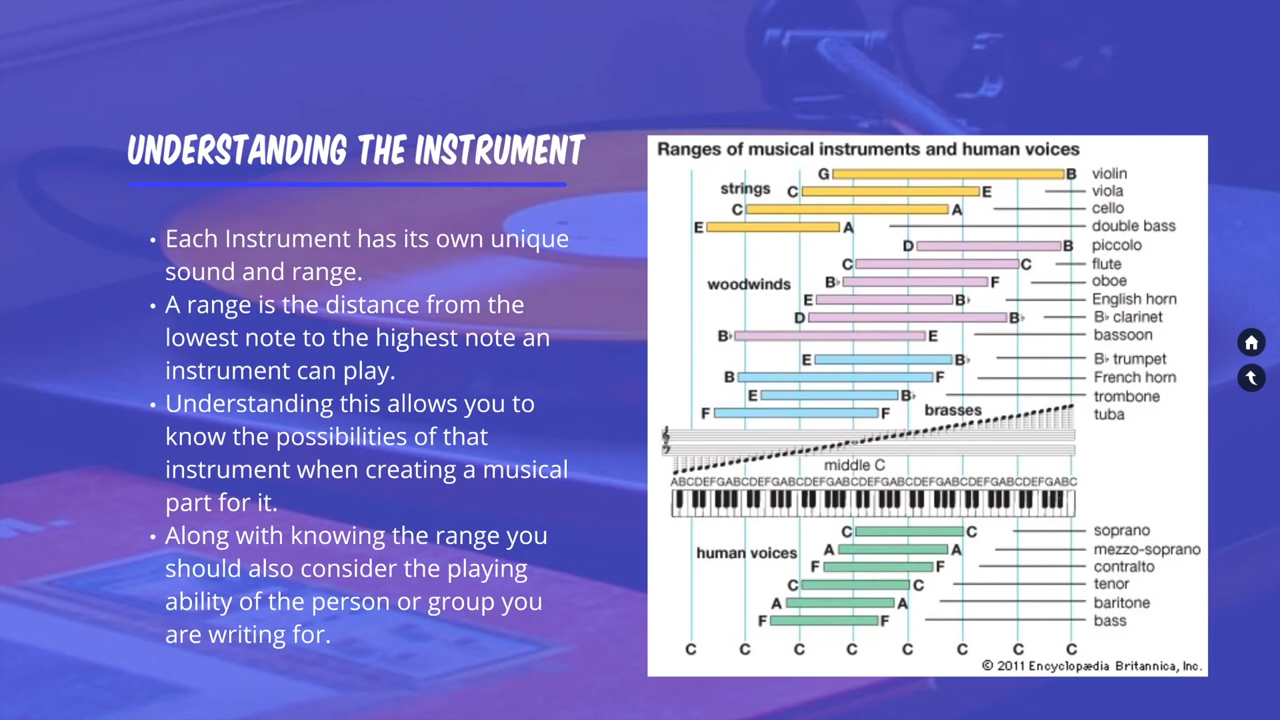 UNDERSTANDING THE INSTRUMENT
• Each Instrument has its own unique
sound and range.
• A range is the distance from the
lowest note to the highest note an
instrument can play.
• Understanding this allows you to
know the possibilities of that
instrument when creating a musical
part for it.
• Along with knowing the range you
should also consider the playing
ability of the person or group you
are writing for.
Ranges of musical instruments and human voices
G B violin
strings C E viola
C A cello
E A double bass
D B piccolo
C C flute
woodwinds B♭ F oboe
E B♭ English horn
D B♭ B♭ clarinet
B♭ E bassoon
E B♭ B♭ trumpet
B F French horn
E B♭ trombone
F F brasses tuba
middle C
ABCDEFGABCDEFGABCDEFGABCDEFGABCDEFGABCDEFGABCDEFGABC
C C soprano
human voices A A mezzo-soprano
F F contralto
C C tenor
A A baritone
F F bass
C C C C C C C C
© 2011 Encyclopædia Britannica, Inc.